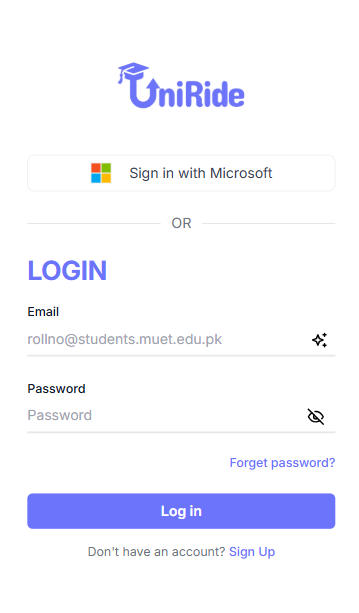 UniRide
Sign in with Microsoft
OR
LOGIN
Email
rollno@students.muet.edu.pk
Password
Password
Forget password?
Log in
Don't have an account? Sign Up